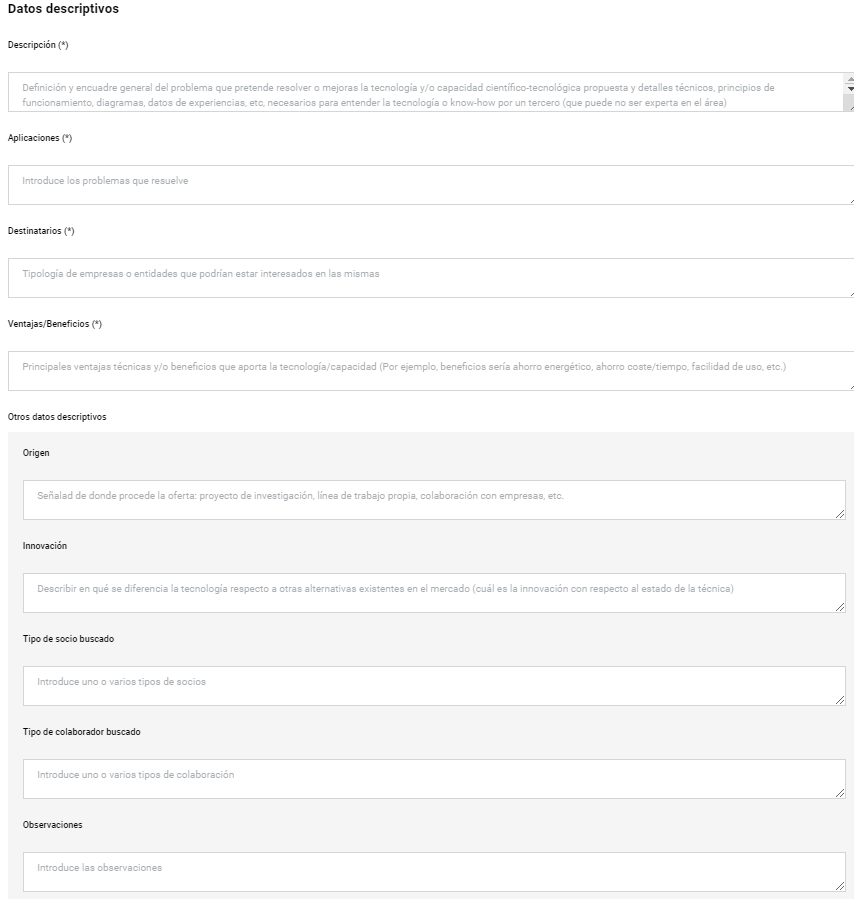 Datos descriptivos
Descripción (*)
Definición y encuadre general del problema que pretende resolver o mejoras la tecnología y/o capacidad científico-tecnológica propuesta y detalles técnicos, principios de
funcionamiento, diagramas, datos de experiencias, etc, necesarios para entender la tecnología o know-how por un tercero (que puede no ser experta en el área)
Aplicaciones (*)
Introduce los problemas que resuelve
Destinatarios (*)
Tipología de empresas o entidades que podrían estar interesados en las mismas
Ventajas/Beneficios (*)
Principales ventajas técnicas y/o beneficios que aporta la tecnología/capacidad (Por ejemplo, beneficios sería ahorro energético, ahorro coste/tiempo, facilidad de uso, etc.)
Otros datos descriptivos
Origen
Señalad de donde procede la oferta: proyecto de investigación, línea de trabajo propia, colaboración con empresas, etc.
Innovación
Describir en qué se diferencia la tecnología respecto a otras alternativas existentes en el mercado (cuál es la innovación con respecto al estado de la técnica)
Tipo de socio buscado
Introduce uno o varios tipos de socios
Tipo de colaborador buscado
Introduce uno o varios tipos de colaboración
Observaciones
Introduce las observaciones